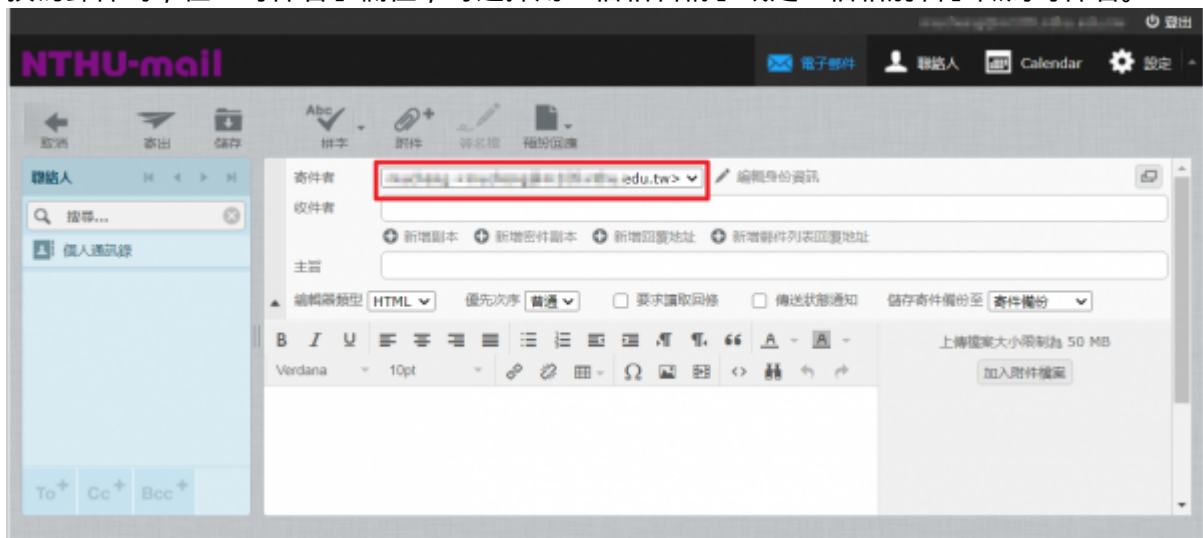 登出
NTHU-mail
電子郵件 聯絡人 Calendar 設定
取消 寄出 儲存 拼字 附件 簽名檔 預設回應
聯絡人
寄件者 edu.tw> 編輯身份資訊
搜尋...
收件者
個人通訊錄
新增副本 新增密件副本 新增回覆地址 新增郵件列表回覆地址
主旨
編輯器類型 HTML 優先次序 普通 要求讀取回條 傳送狀態通知 儲存寄件備份至 寄件備份
上傳檔案大小限制為 50 MB
Verdana 10pt
加入附件檔案
To+ Cc+ Bcc+